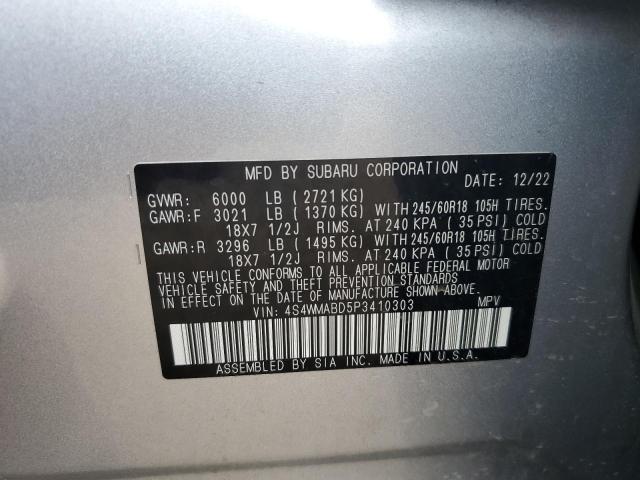 MFD BY SUBARU CORPORATION
DATE: 12/22
GVWR: 6000 LB ( 2721 KG)
GAWR:F 3021 LB ( 1370 KG) WITH 245/60R18 105H TIRES.
18X7 1/2J RIMS. AT 240 KPA ( 35 PSI) COLD
GAWR:R 3296 LB ( 1495 KG) WITH 245/60R18 105H TIRES.
18X7 1/2J RIMS. AT 240 KPA ( 35 PSI) COLD
THIS VEHICLE CONFORMS TO ALL APPLICABLE FEDERAL MOTOR
VEHICLE SAFETY AND THEFT PREVENTION STANDARDS
IN EFFECT ON THE DATE OF MANUFACTURE SHOWN ABOVE.
VIN: 4S4WMABD5P3410303 MPV
ASSEMBLED BY SIA INC. MADE IN U.S.A.